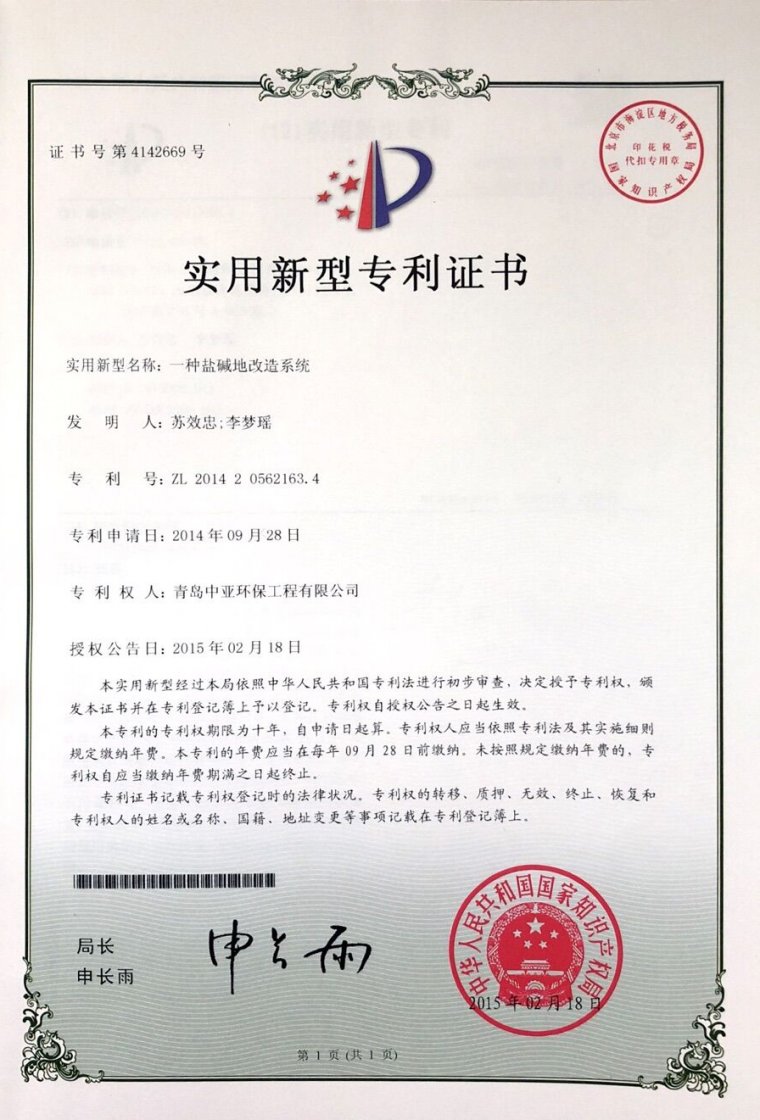 证书号第4142669号
北京市海淀区地方税务局
印花税
代扣专用章
国家知识产权局
实用新型专利证书
实用新型名称：一种盐碱地改造系统
发明人：苏效忠;李梦瑶
专利号：ZL 2014 2 0562163.4
专利申请日：2014年09月28日
专利权人：青岛中亚环保工程有限公司
授权公告日：2015年02月18日
本实用新型经过本局依照中华人民共和国专利法进行初步审查，决定授予专利权，颁
发本证书并在专利登记簿上予以登记。专利权自授权公告之日起生效。
本专利的专利权期限为十年，自申请日起算。专利权人应当依照专利法及其实施细则
规定缴纳年费。本专利的年费应当在每年09月28日前缴纳。未按照规定缴纳年费的，专
利权自应当缴纳年费期满之日起终止。
专利证书记载专利权登记时的法律状况。专利权的转移、质押、无效、终止、恢复和
专利权人的姓名或名称、国籍、地址变更等事项记载在专利登记簿上。
局长
申长雨
申长雨
中华人民共和国国家知识产权局
2015年02月18日
第1页(共1页)